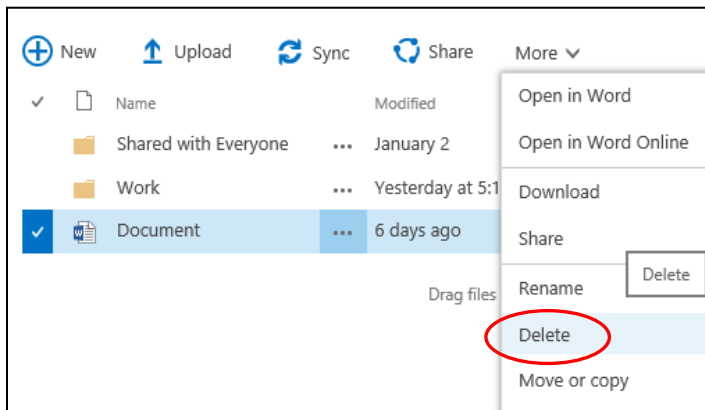 New Upload Sync Share More
Name Modified
Shared with Everyone ... January 2
Work ... Yesterday at 5:1
Document ... 6 days ago
Drag files
Open in Word
Open in Word Online
Download
Share
Rename
Delete
Delete
Move or copy